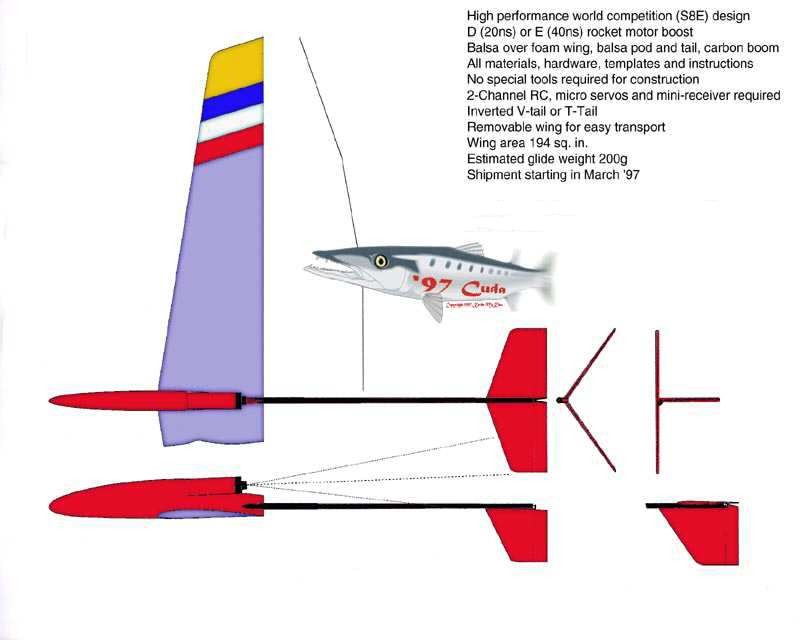 High performance world competition (S8E) design
D (20ns) or E (40ns) rocket motor boost
Balsa over foam wing, balsa pod and tail, carbon boom
All materials, hardware, templates and instructions
No special tools required for construction
2-Channel RC, micro servos and mini-receiver required
Inverted V-tail or T-Tail
Removable wing for easy transport
Wing area 194 sq. in.
Estimated glide weight 200g
Shipment starting in March '97
'97 Cuda